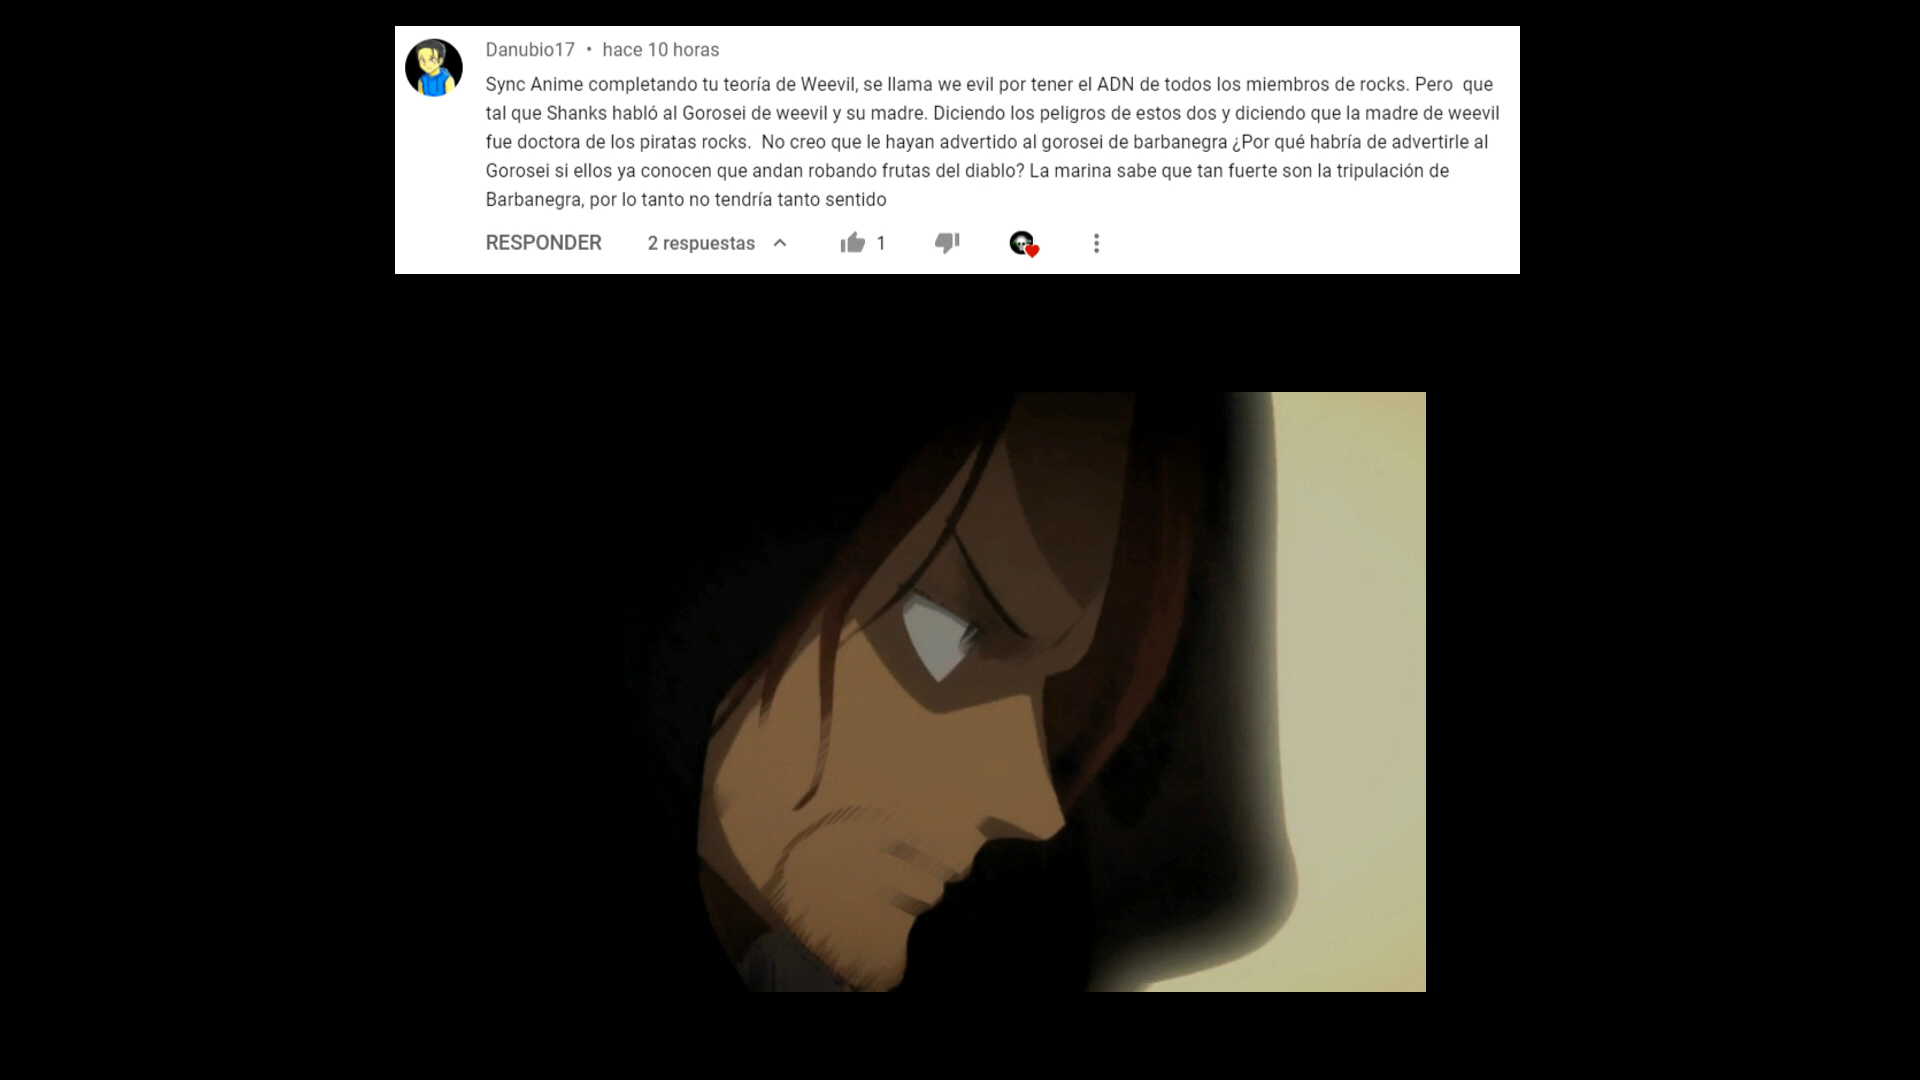 Danubio17 • hace 10 horas
Sync Anime completando tu teoría de Weevil, se llama we evil por tener el ADN de todos los miembros de rocks. Pero  que
tal que Shanks habló al Gorosei de weevil y su madre. Diciendo los peligros de estos dos y diciendo que la madre de weevil
fue doctora de los piratas rocks.  No creo que le hayan advertido al gorosei de barbanegra ¿Por qué habría de advertirle al
Gorosei si ellos ya conocen que andan robando frutas del diablo? La marina sabe que tan fuerte son la tripulación de
Barbanegra, por lo tanto no tendría tanto sentido
RESPONDER 2 respuestas 1